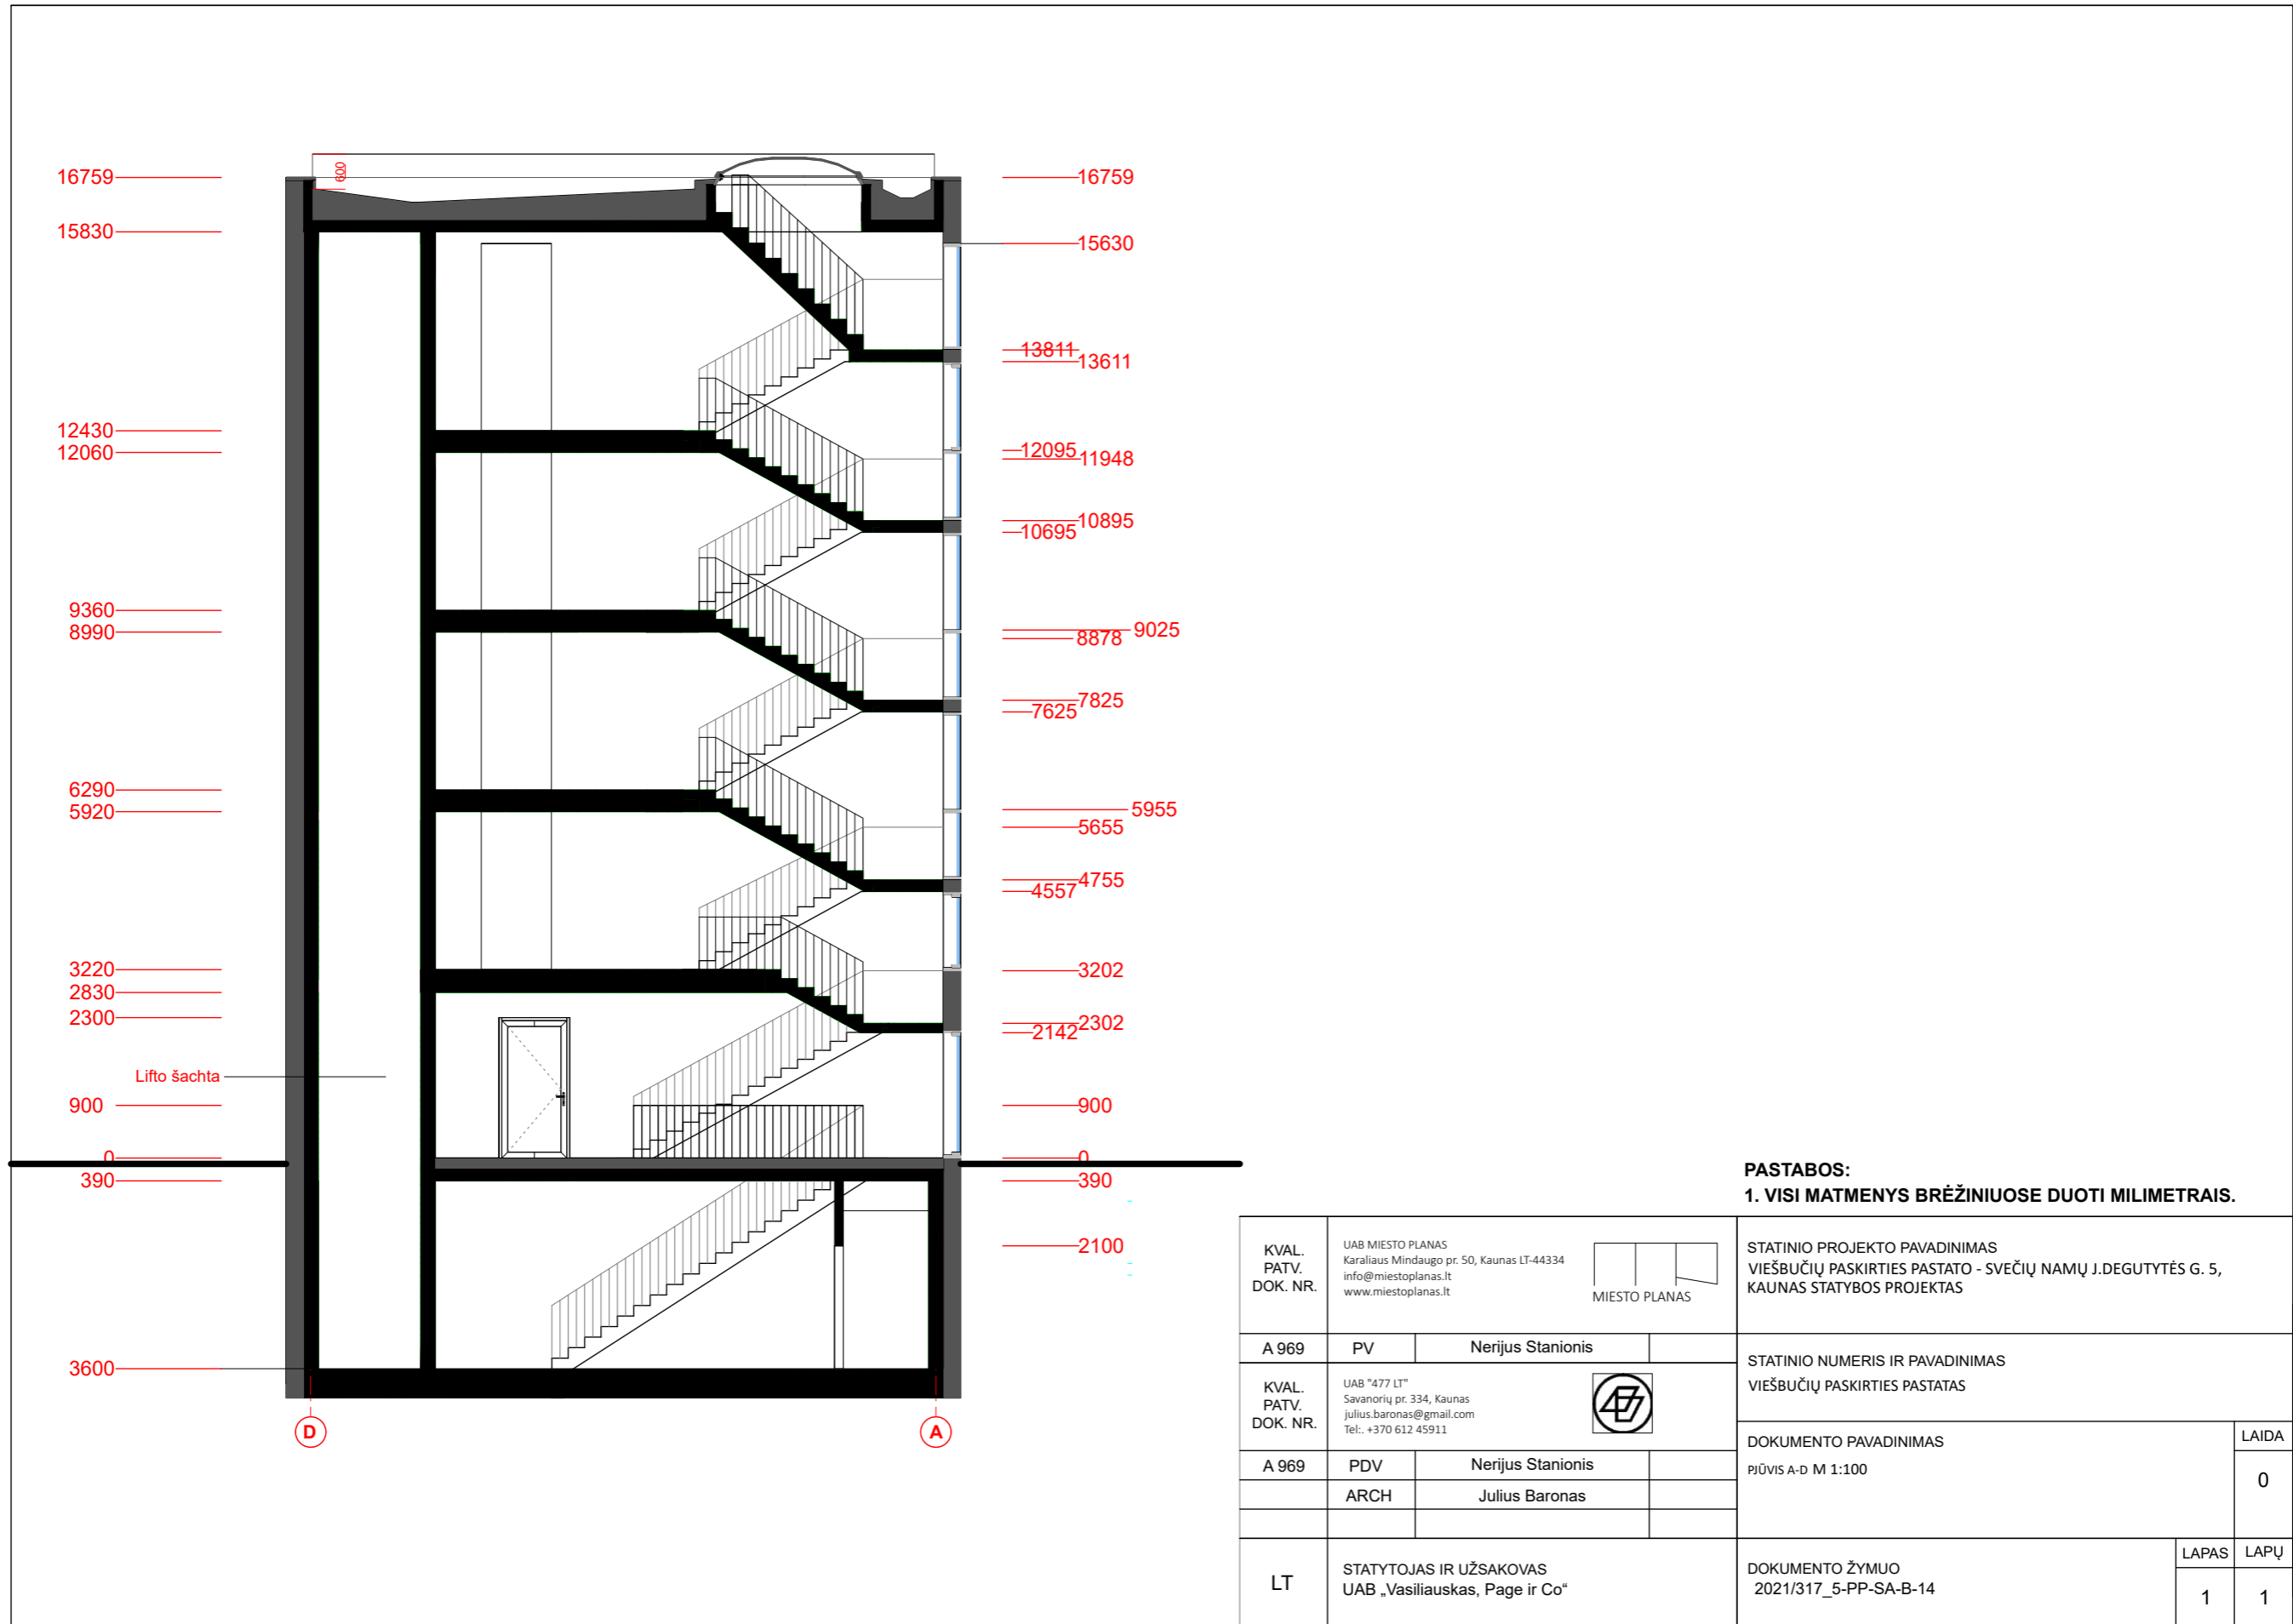 600
16759
16759
15830
15630
13811
13611
12430
12060
12095
11948
10895
10695
9360
8990
9025
8878
7825
7625
6290
5920
5955
5655
4755
4557
3220
2830
2300
3202
2302
2142
Lifto šachta
900
900
0
0
390
390
2100
3600
D
A
PASTABOS:
1. VISI MATMENYS BRĖŽINIUOSE DUOTI MILIMETRAIS.
KVAL.
PATV.
DOK. NR.
UAB MIESTO PLANAS
Karaliaus Mindaugo pr. 50, Kaunas LT-44334
info@miestoplanas.lt
www.miestoplanas.lt
MIESTO PLANAS
STATINIO PROJEKTO PAVADINIMAS
VIEŠBUČIŲ PASKIRTIES PASTATO - SVEČIŲ NAMŲ J.DEGUTYTĖS G. 5,
KAUNAS STATYBOS PROJEKTAS
A 969 PV Nerijus Stanionis
STATINIO NUMERIS IR PAVADINIMAS
VIEŠBUČIŲ PASKIRTIES PASTATAS
KVAL.
PATV.
DOK. NR.
UAB "477 LT"
Savanorių pr. 334, Kaunas
julius.baronas@gmail.com
Tel:. +370 612 45911
477
DOKUMENTO PAVADINIMAS
PJŪVIS A-D M 1:100
LAIDA
0
A 969 PDV Nerijus Stanionis
ARCH Julius Baronas
LT
STATYTOJAS IR UŽSAKOVAS
UAB „Vasiliauskas, Page ir Co“
DOKUMENTO ŽYMUO
2021/317_5-PP-SA-B-14
LAPAS LAPŲ
1 1